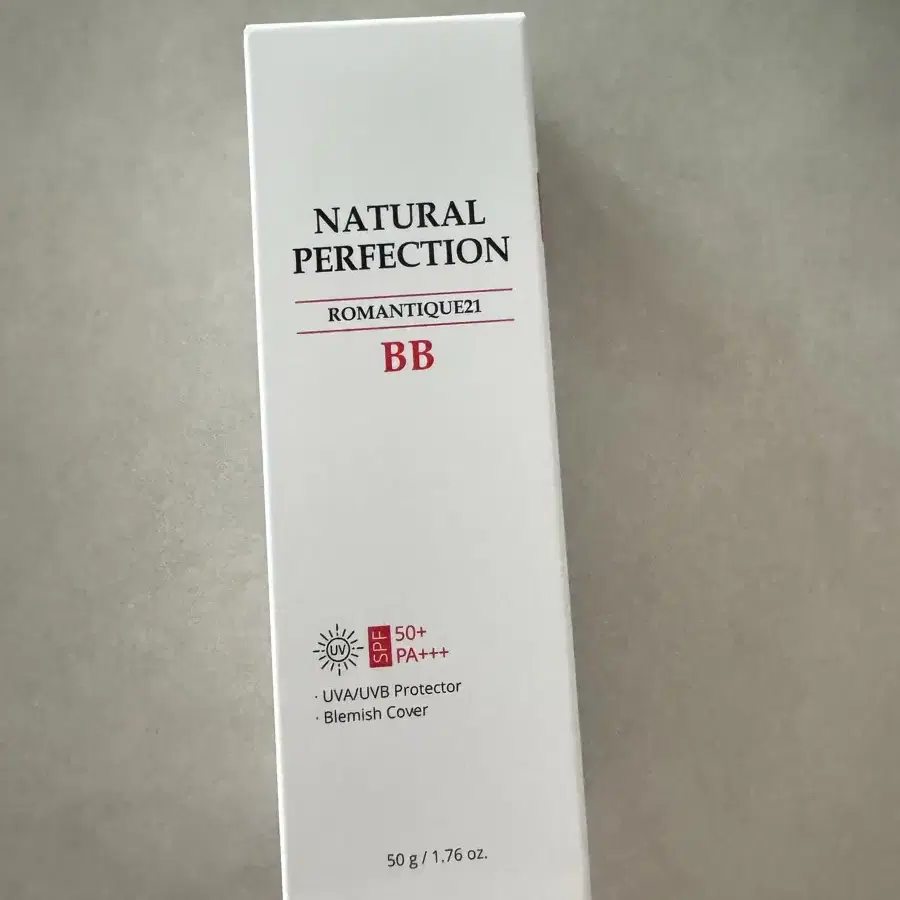 NATURAL
PERFECTION
ROMANTIQUE21
BB
UV SPF 50+
PA+++
· UVA/UVB Protector
· Blemish Cover
50 g / 1.76 oz.